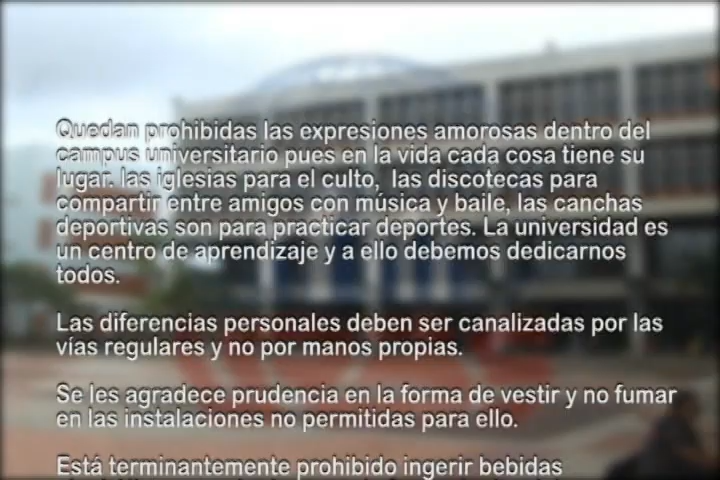 Quedan prohibidas las expresiones amorosas dentro del
campus universitario pues en la vida cada cosa tiene su
lugar. las iglesias para el culto, las discotecas para
compartir entre amigos con música y baile, las canchas
deportivas son para practicar deportes. La universidad es
un centro de aprendizaje y a ello debemos dedicarnos
todos.
Las diferencias personales deben ser canalizadas por las
vías regulares y no por manos propias.
Se les agradece prudencia en la forma de vestir y no fumar
en las instalaciones no permitidas para ello.
Está terminantemente prohibido ingerir bebidas